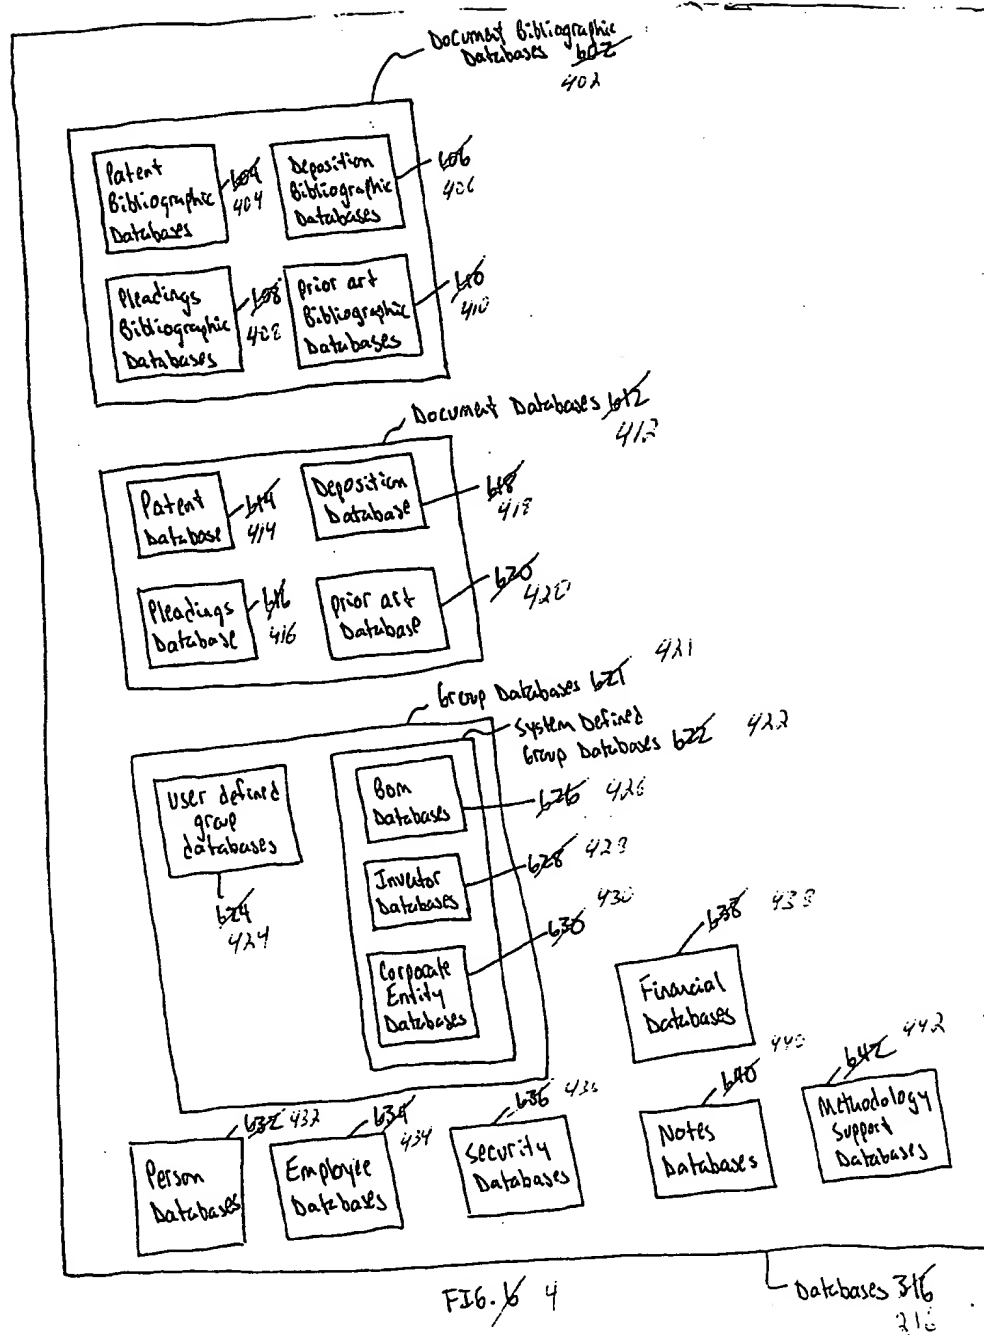 Document Bibliographic
Databases 602
402
Patent
Bibliographic
Databases
604
404
Deposition
Bibliographic
Databases
606
406
Pleadings
Bibliographic
Databases
608
408
Prior art
Bibliographic
Databases
610
410
Document Databases 612
412
Patent
Database
614
414
Deposition
Database
618
418
Pleadings
Database
616
416
Prior art
Database
620
420
Group Databases 621 421
System Defined
Group Databases 622 422
User defined
group
databases
624
424
Bom
Databases
626 426
Inventor
Databases
628 428
Corporate
Entity
Databases
630 430
638 438
Financial
Databases
632 432
Person
Databases
634
434
Employee
Databases
636 436
Security
Databases
640 440
Notes
Databases
642 442
Methodology
Support
Databases
FIG. 6 4
Databases 316